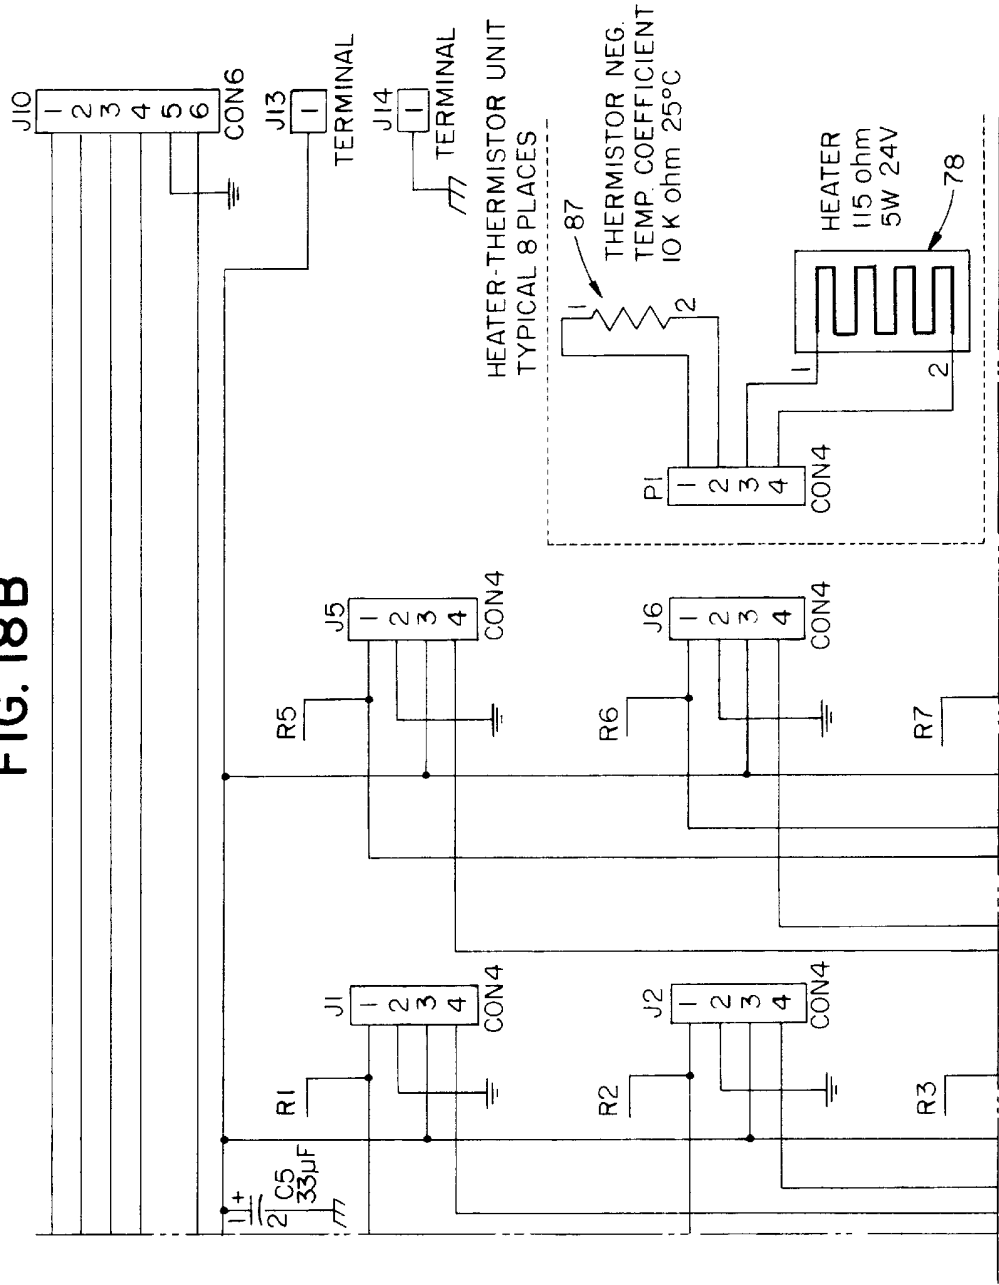 FIG. 18B
J10
1
2
3
4
5
6
CON6
J13
1
TERMINAL
J14
1
TERMINAL
HEATER-THERMISTOR UNIT
TYPICAL 8 PLACES
87
1
2
THERMISTOR NEG.
TEMP. COEFFICIENT
10 K ohm 25°C
P1
1
2
3
4
CON4
1
2
HEATER
115 ohm
5W 24V
78
J5
1
2
3
4
CON4
R5
J6
1
2
3
4
CON4
R6
R7
J1
1
2
3
4
CON4
R1
J2
1
2
3
4
CON4
R2
R3
1
+
2
C5
33µF